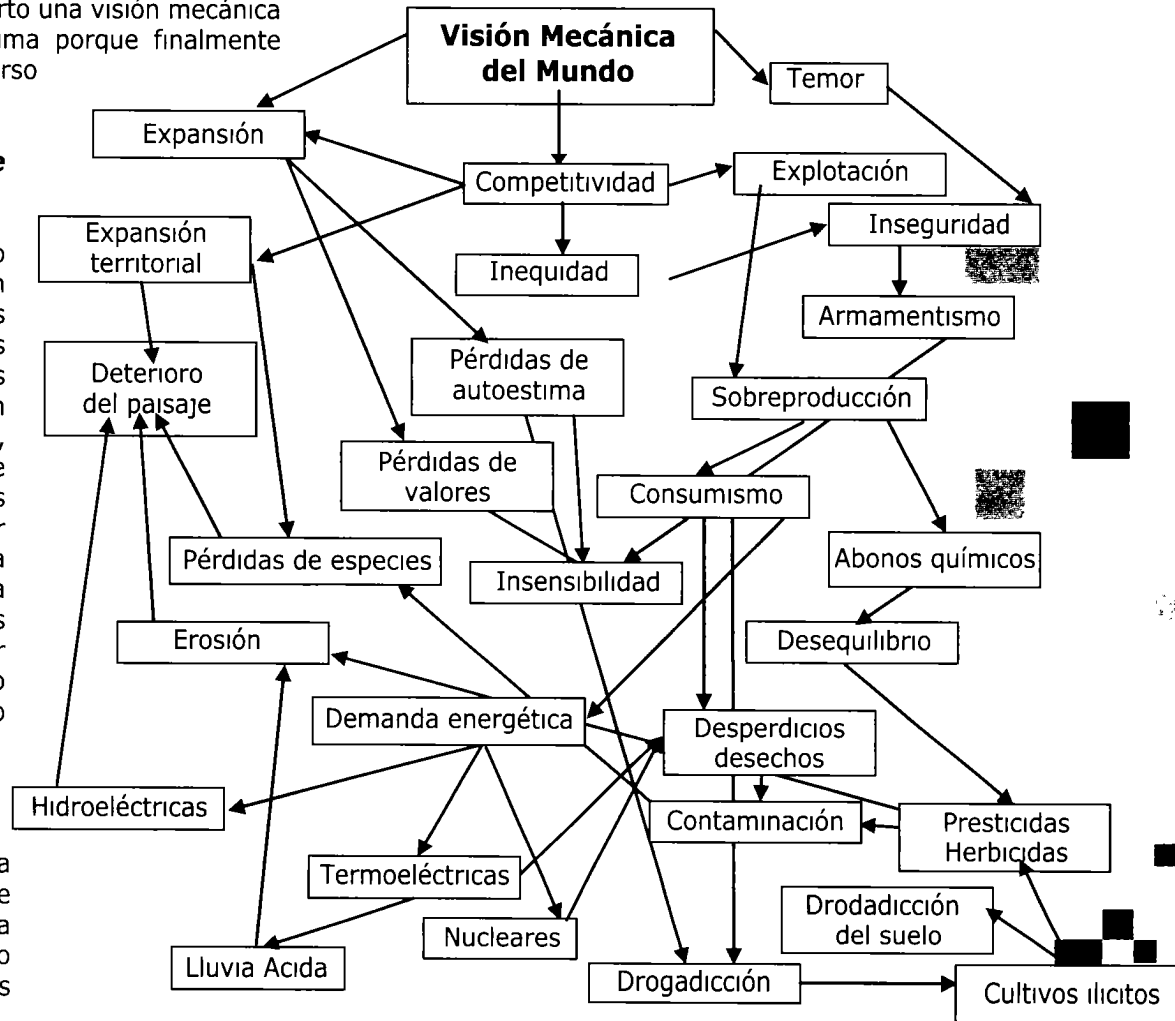 rto una visión mecánica
uma porque finalmente
rso
e
o
n
s
s
s
n
,
e
s
r
a
a
s
r
o
o
a
e
a
o
s
Visión Mecánica
del Mundo
Temor
Expansión
Competitividad
Explotación
Expansión
territorial
Inequidad
Inseguridad
Armamentismo
Deterioro
del paisaje
Pérdidas de
autoestima
Sobreproducción
Pérdidas de
valores
Consumismo
Pérdidas de especies
Insensibilidad
Abonos químicos
Erosión
Desequilibrio
Demanda energética
Desperdicios
desechos
Hidroeléctricas
Contaminación
Presticidas
Herbicidas
Termoeléctricas
Nucleares
Drodadicción
del suelo
Lluvia Acida
Drogadicción
Cultivos ilicitos